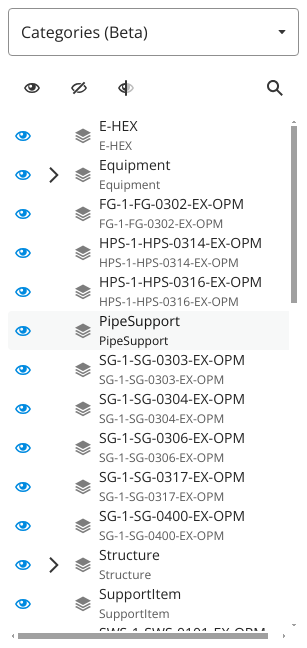 Categories (Beta)
E-HEX
E-HEX
Equipment
Equipment
FG-1-FG-0302-EX-OPM
FG-1-FG-0302-EX-OPM
HPS-1-HPS-0314-EX-OPM
HPS-1-HPS-0314-EX-OPM
HPS-1-HPS-0316-EX-OPM
HPS-1-HPS-0316-EX-OPM
PipeSupport
PipeSupport
SG-1-SG-0303-EX-OPM
SG-1-SG-0303-EX-OPM
SG-1-SG-0304-EX-OPM
SG-1-SG-0304-EX-OPM
SG-1-SG-0306-EX-OPM
SG-1-SG-0306-EX-OPM
SG-1-SG-0317-EX-OPM
SG-1-SG-0317-EX-OPM
SG-1-SG-0400-EX-OPM
SG-1-SG-0400-EX-OPM
Structure
Structure
SupportItem
SupportItem